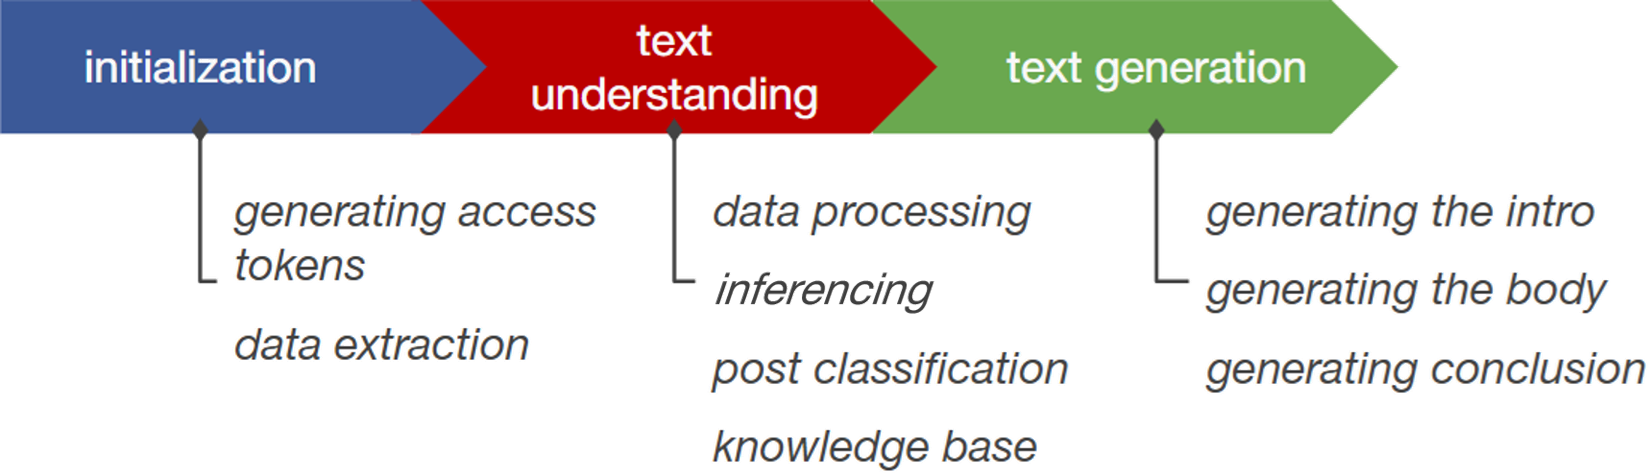 initialization
text
understanding
text generation
generating access
tokens
data extraction
data processing
inferencing
post classification
knowledge base
generating the intro
generating the body
generating conclusion